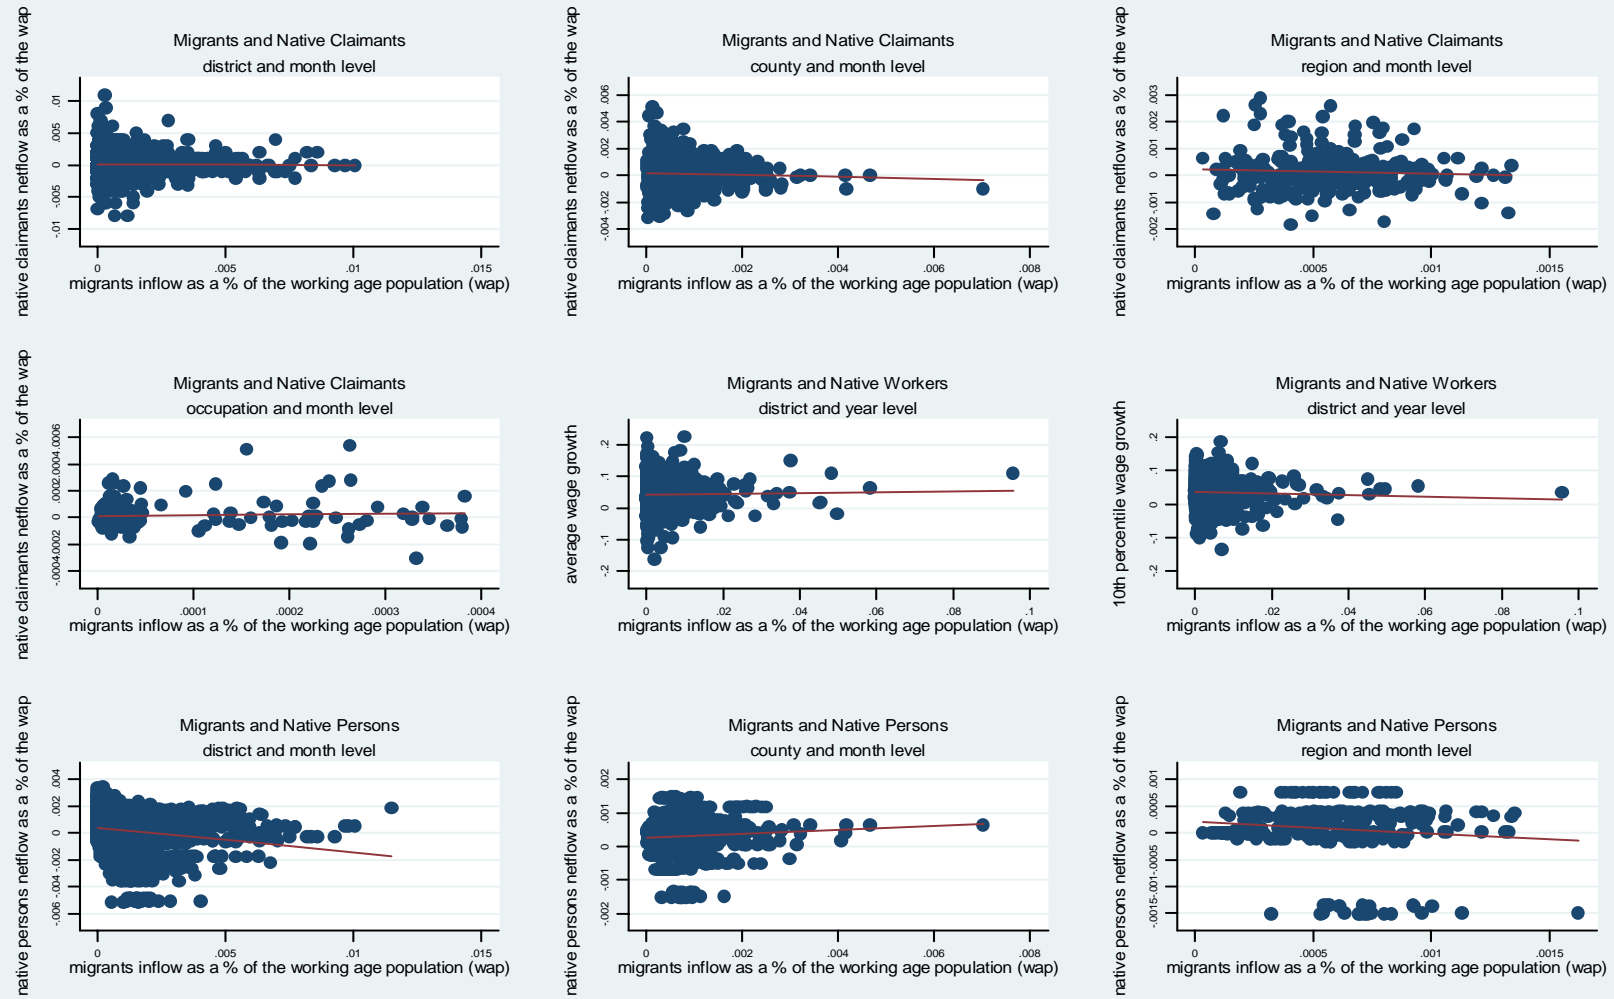 Migrants and Native Claimants
district and month level
native claimants netflow as a % of the wap
.01
.005
0
-.005
-.01
0
.005
.01
.015
migrants inflow as a % of the working age population (wap)
Migrants and Native Claimants
county and month level
native claimants netflow as a % of the wap
.006
.004
.002
0
-.002
-.004
0
.002
.004
.006
.008
migrants inflow as a % of the working age population (wap)
Migrants and Native Claimants
region and month level
native claimants netflow as a % of the wap
.003
.002
.001
0
-.001
-.002
0
.0005
.001
.0015
migrants inflow as a % of the working age population (wap)
Migrants and Native Claimants
occupation and month level
native claimants netflow as a % of the wap
.0006
.0004
.0002
0
-.0002
-.0004
0
.0001
.0002
.0003
.0004
migrants inflow as a % of the working age population (wap)
Migrants and Native Workers
district and year level
average wage growth
.2
.1
0
-.1
-.2
0
.02
.04
.06
.08
.1
migrants inflow as a % of the working age population (wap)
Migrants and Native Workers
district and year level
10th percentile wage growth
.2
.1
0
-.1
-.2
0
.02
.04
.06
.08
.1
migrants inflow as a % of the working age population (wap)
Migrants and Native Persons
district and month level
native persons netflow as a % of the wap
.004
.002
0
-.002
-.004
-.006
0
.005
.01
.015
migrants inflow as a % of the working age population (wap)
Migrants and Native Persons
county and month level
native persons netflow as a % of the wap
.002
.001
0
-.001
-.002
0
.002
.004
.006
.008
migrants inflow as a % of the working age population (wap)
Migrants and Native Persons
region and month level
native persons netflow as a % of the wap
.001
.0005
0
-.0005
-.001
-.0015
0
.0005
.001
.0015
migrants inflow as a % of the working age population (wap)